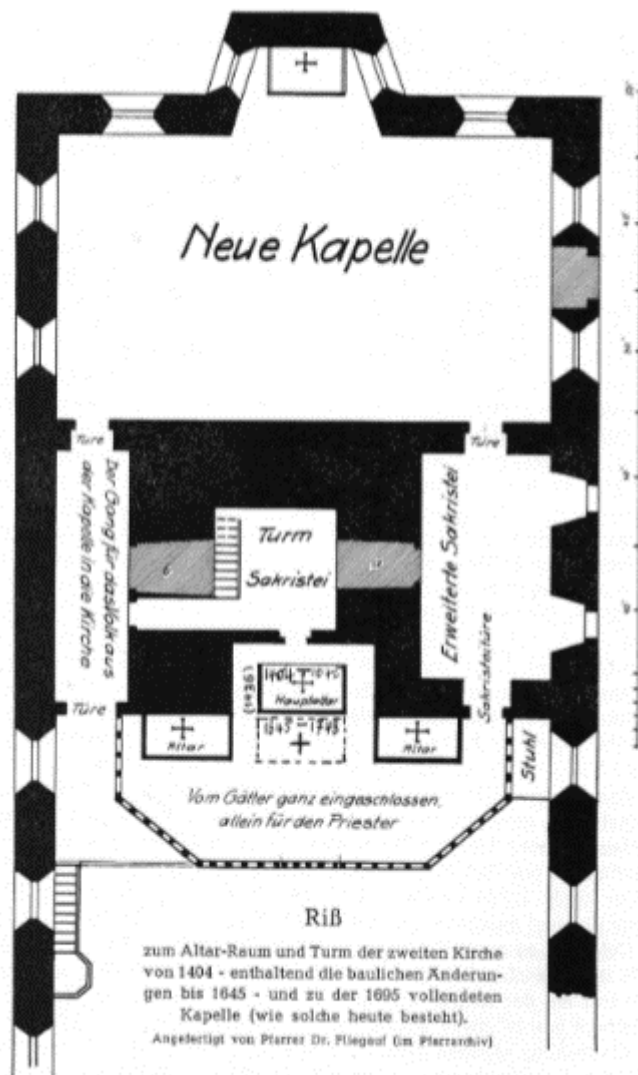 Neue Kapelle
Türe
Türe
Der Gang für das Volk aus
der Kapelle in die Kirche
Turm
Sakristei
Erweiterte Sakristei
Türe
Sakristeitüre
Hauptaltar
Altar
Altar
Stuhl
Vom Gätter ganz eingeschlossen,
allein für den Priester
Riß
zum Altar-Raum und Turm der zweiten Kirche
von 1404 - enthaltend die baulichen Änderun-
gen bis 1645 - und zu der 1695 vollendeten
Kapelle (wie solche heute besteht).
Angefertigt von Pfarrer Dr. Fliegauf (im Pfarrarchiv)